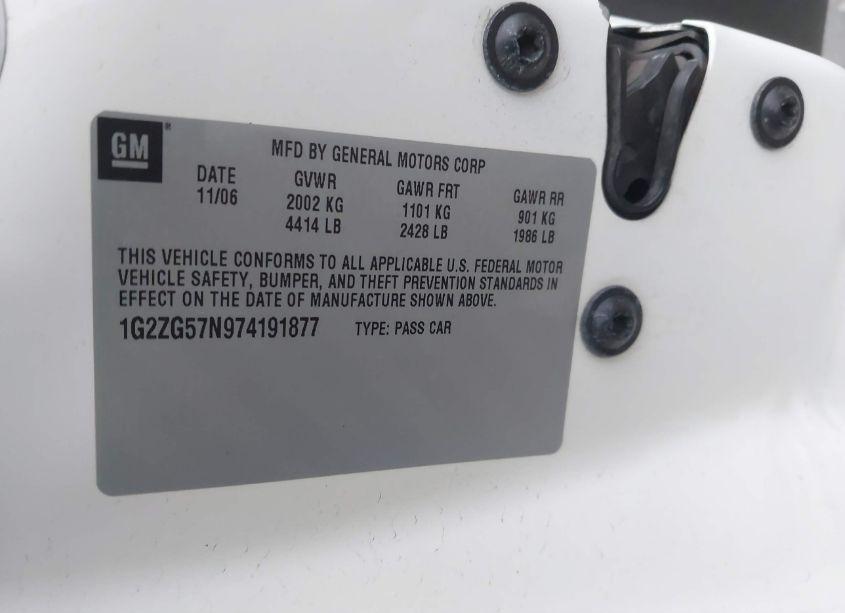 GM®
MFD BY GENERAL MOTORS CORP
DATE GVWR GAWR FRT GAWR RR
11/06 2002 KG 1101 KG 901 KG
4414 LB 2428 LB 1986 LB
THIS VEHICLE CONFORMS TO ALL APPLICABLE U.S. FEDERAL MOTOR
VEHICLE SAFETY, BUMPER, AND THEFT PREVENTION STANDARDS IN
EFFECT ON THE DATE OF MANUFACTURE SHOWN ABOVE.
1G2ZG57N974191877 TYPE: PASS CAR